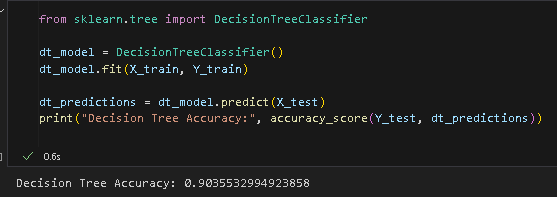 from sklearn.tree import DecisionTreeClassifier
dt_model = DecisionTreeClassifier()
dt_model.fit(X_train, Y_train)
dt_predictions = dt_model.predict(X_test)
print("Decision Tree Accuracy:", accuracy_score(Y_test, dt_predictions))
✓ 0.6s
Decision Tree Accuracy: 0.9035532994923858